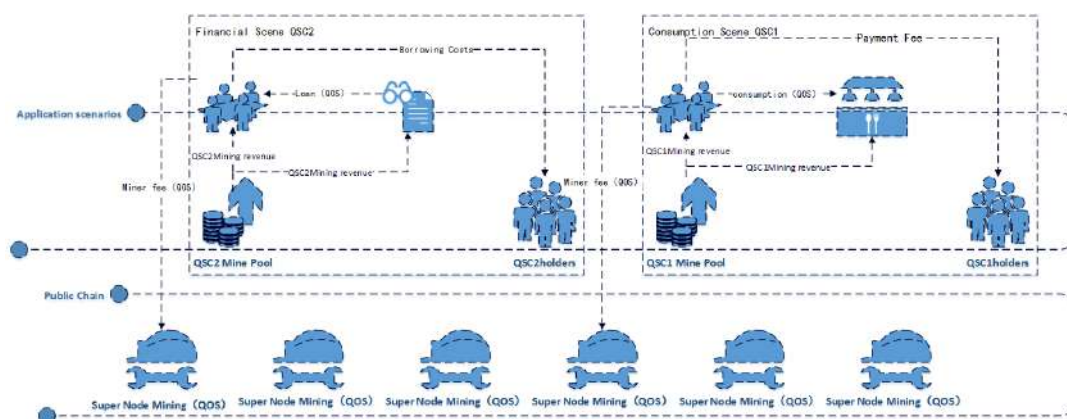 Financial Scene QSC2
Consumption Scene QSC1
Borrowing Costs
Payment Fee
Loan (QOS)
consumption (QOS)
Application scenarios
QSC2Mining revenue
QSC2Mining revenue
QSC1Mining revenue
QSC1Mining revenue
Miner fee (QOS)
Miner fee (QOS)
QSC2 Mine Pool
QSC2holders
QSC1 Mine Pool
QSC1holders
Public Chain
Super Node Mining (QOS)
Super Node Mining (QOS)
Super Node Mining (QOS)
Super Node Mining (QOS)
Super Node Mining (QOS)
Super Node Mining (QOS)